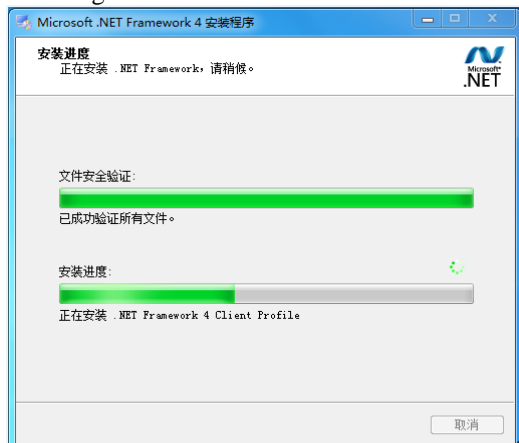 Microsoft .NET Framework 4 安装程序
安装进度
正在安装 .NET Framework，请稍候。
Microsoft
.NET
文件安全验证:
已成功验证所有文件。
安装进度:
正在安装 .NET Framework 4 Client Profile
取消